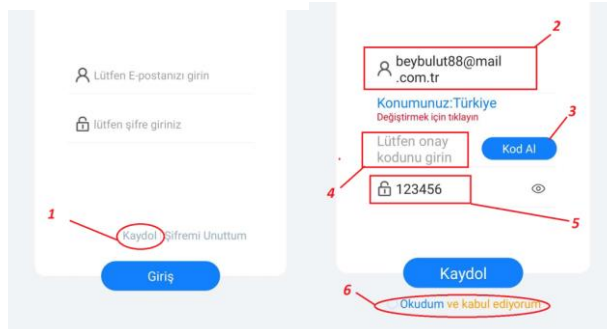 Lütfen E-postanızı girin
lütfen şifre giriniz
1
Kaydol Şifremi Unuttum
Giriş
2
beybulut88@mail
.com.tr
Konumunuz:Türkiye
Değiştirmek için tıklayın
3
Lütfen onay
kodunu girin
Kod Al
4
123456
5
Kaydol
6
Okudum ve kabul ediyorum